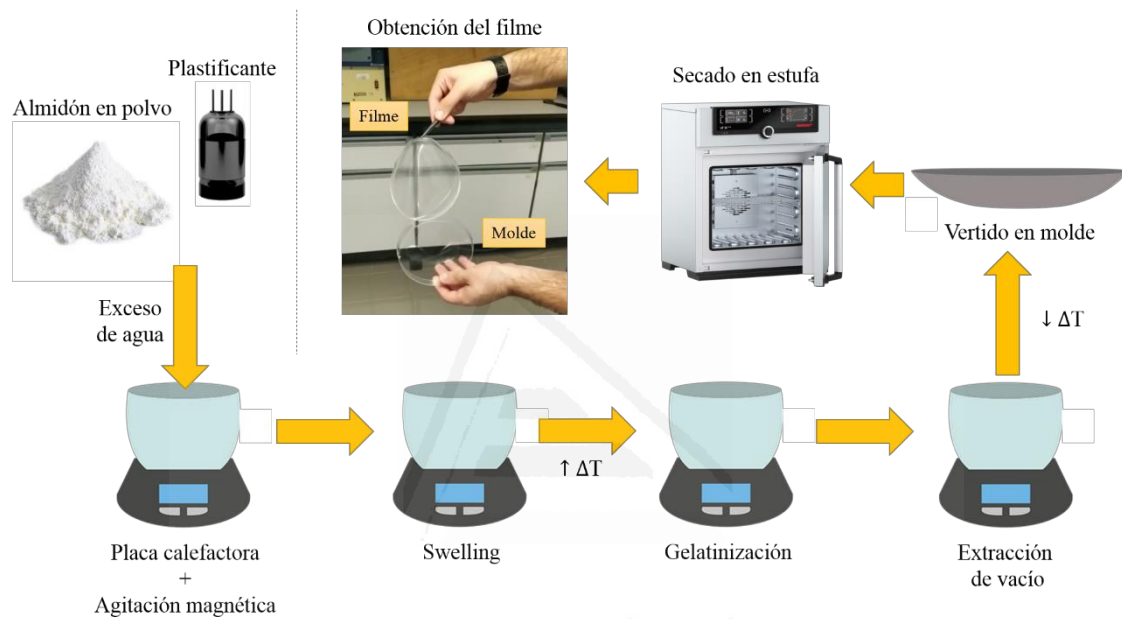 Obtención del filme
Plastificante
Secado en estufa
Almidón en polvo
Filme
Molde
Vertido en molde
Exceso
de agua
↓ ΔT
↑ ΔT
Placa calefactora
+
Agitación magnética
Swelling
Gelatinización
Extracción
de vacío